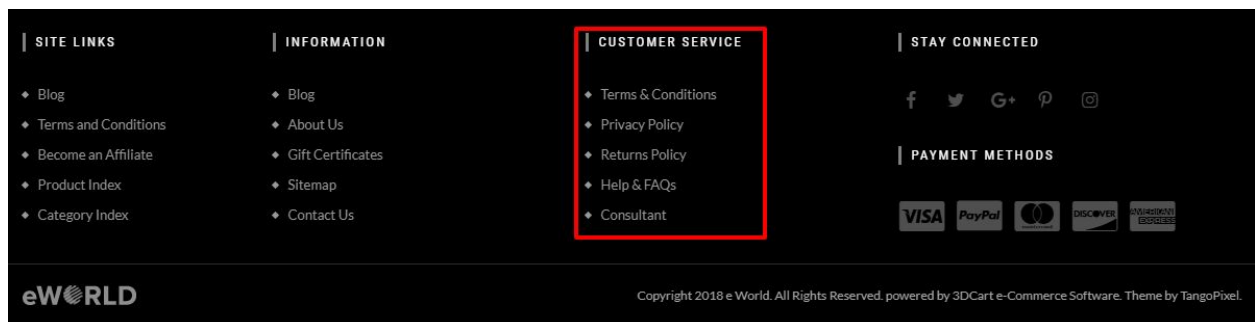 SITE LINKS
Blog
Terms and Conditions
Become an Affiliate
Product Index
Category Index
INFORMATION
Blog
About Us
Gift Certificates
Sitemap
Contact Us
CUSTOMER SERVICE
Terms & Conditions
Privacy Policy
Returns Policy
Help & FAQs
Consultant
STAY CONNECTED
G+
PAYMENT METHODS
VISA PayPal DISCOVER AMERICAN EXPRESS
eWORLD
Copyright 2018 e World. All Rights Reserved. powered by 3DCart e-Commerce Software. Theme by TangoPixel.